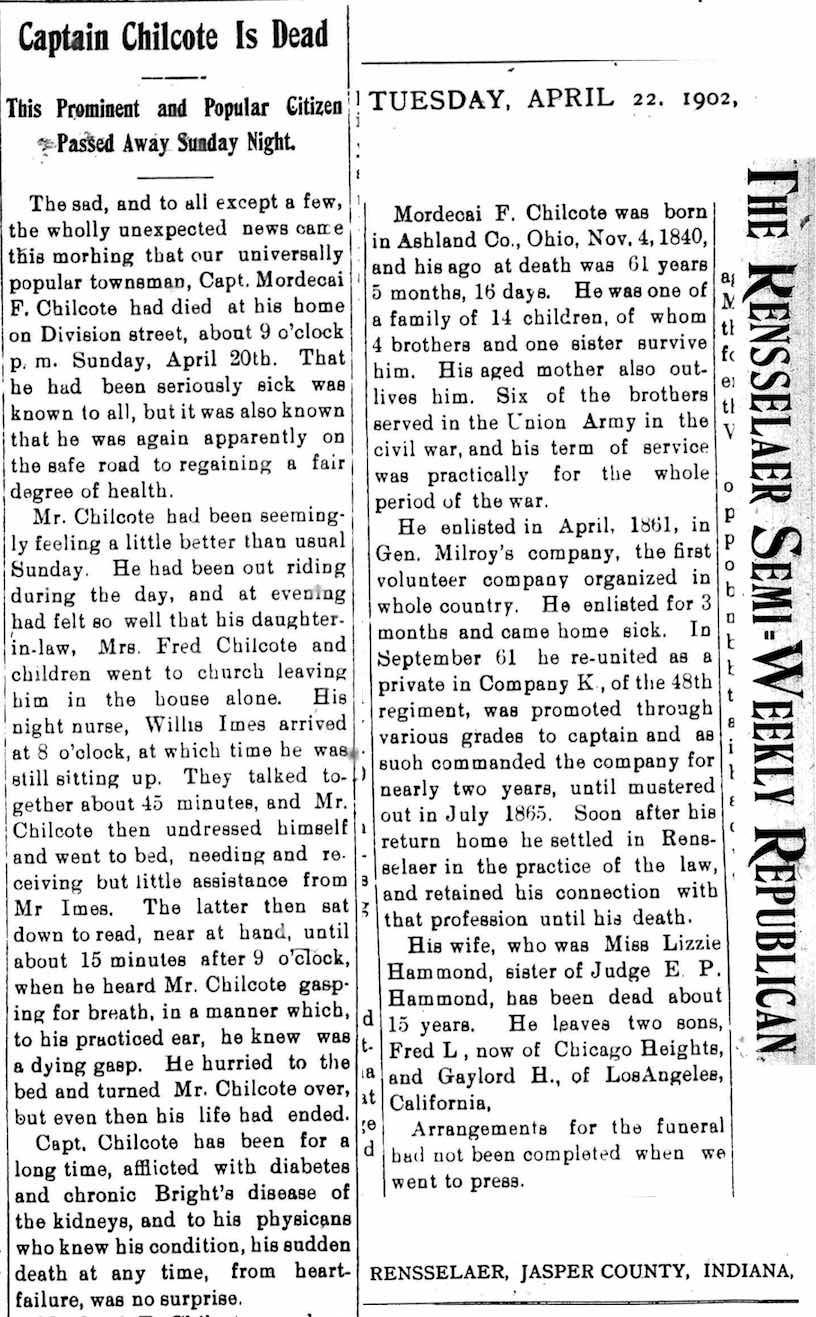 Captain Chilcote Is Dead
This Prominent and Popular Citizen
Passed Away Sunday Night.
The sad, and to all except a few,
the wholly unexpected news came
this morhing that our universally
popular townsman, Capt. Mordecai
F. Chilcote had died at his home
on Division street, about 9 o'clock
p. m. Sunday, April 20th. That
he had been seriously sick was
known to all, but it was also known
that he was again apparently on
the safe road to regaining a fair
degree of health.
Mr. Chilcote had been seeming-
ly feeling a little better than usual
Sunday. He had been out riding
during the day, and at evening
had felt so well that his daughter-
in-law, Mrs. Fred Chilcote and
children went to church leaving
him in the house alone. His
night nurse, Willis Imes arrived
at 8 o'clock, at which time he was
still sitting up. They talked to-
gether about 45 minutes, and Mr.
Chilcote then undressed himself
and went to bed, needing and re-
ceiving but little assistance from
Mr Imes. The latter then sat
down to read, near at hand, until
about 15 minutes after 9 o'clock,
when he heard Mr. Chilcote gasp-
ing for breath, in a manner which,
to his practiced ear, he knew was
a dying gasp. He hurried to the
bed and turned Mr. Chilcote over,
but even then his life had ended.
Capt. Chilcote has been for a
long time, afflicted with diabetes
and chronic Bright's disease of
the kidneys, and to his physicans
who knew his condition, his sudden
death at any time, from heart-
failure, was no surprise.
TUESDAY, APRIL 22. 1902,
Mordecai F. Chilcote was born
in Ashland Co., Ohio, Nov. 4, 1840,
and his ago at death was 61 years
5 months, 16 days. He was one of
a family of 14 children, of whom
4 brothers and one sister survive
him. His aged mother also out-
lives him. Six of the brothers
served in the Union Army in the
civil war, and his term of service
was practically for the whole
period of the war.
He enlisted in April, 1861, in
Gen. Milroy's company, the first
volunteer company organized in
whole country. He enlisted for 3
months and came home sick. In
September 61 he re-united as a
private in Company K., of the 48th
regiment, was promoted through
various grades to captain and as
suoh commanded the company for
nearly two years, until mustered
out in July 1865. Soon after his
return home he settled in Rens-
selaer in the practice of the law,
and retained his connection with
that profession until his death.
His wife, who was Miss Lizzie
Hammond, sister of Judge E. P.
Hammond, has been dead about
15 years. He leaves two sons,
Fred L , now of Chicago Heights,
and Gaylord H., of LosAngeles,
California,
Arrangements for the funeral
had not been completed when we
went to press.
RENSSELAER, JASPER COUNTY, INDIANA,
THE RENSSELAER SEMI-WEEKLY REPUBLICAN